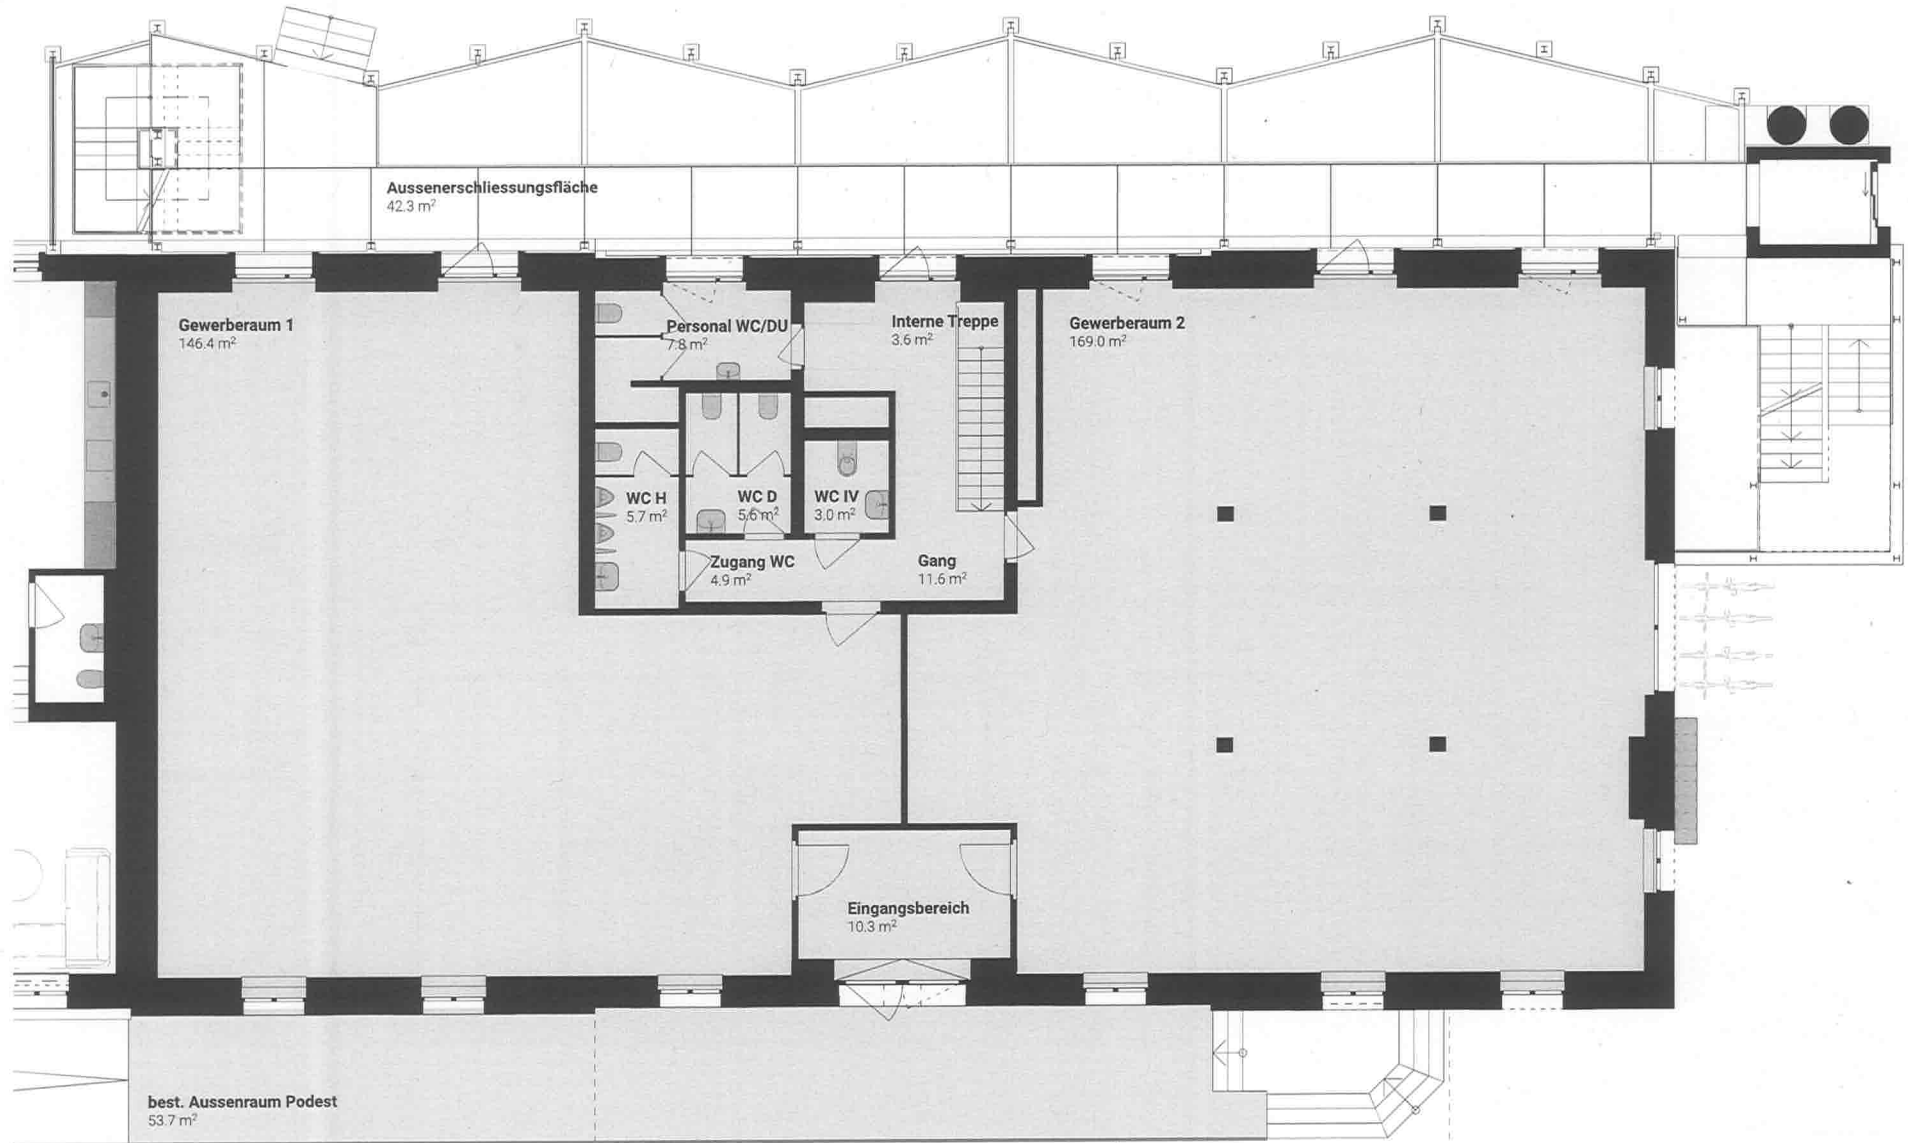 Aussenerschliessungsfläche
42.3 m²
Gewerberaum 1
146.4 m²
Personal WC/DU
7.8 m²
Interne Treppe
3.6 m²
Gewerberaum 2
169.0 m²
WC H
5.7 m²
WC D
5.6 m²
WC IV
3.0 m²
Zugang WC
4.9 m²
Gang
11.6 m²
Eingangsbereich
10.3 m²
best. Aussenraum Podest
53.7 m²